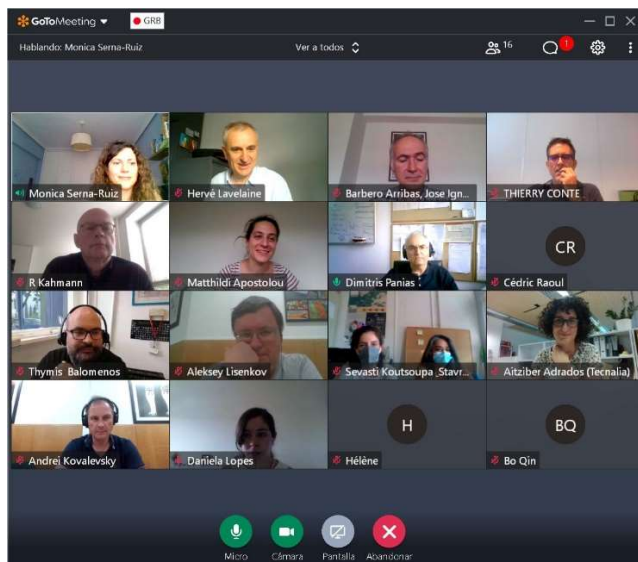 GoToMeeting GRB
Hablando: Monica Serna-Ruiz Ver a todos 16 1
Monica Serna-Ruiz Hervé Lavelaine Barbero Arribas, Jose Ign... THIERRY CONTE
CR
R Kahmann Matthildi Apostolou Dimitris Panias Cédric Raoul
Thymis Balomenos Aleksey Lisenkov Sevasti Koutsoupa_Stavr... Aitziber Adrados (Tecnalia)
H BQ
Andrei Kovalevsky Daniela Lopes Hélène Bo Qin
Micro Cámara Pantalla Abandonar